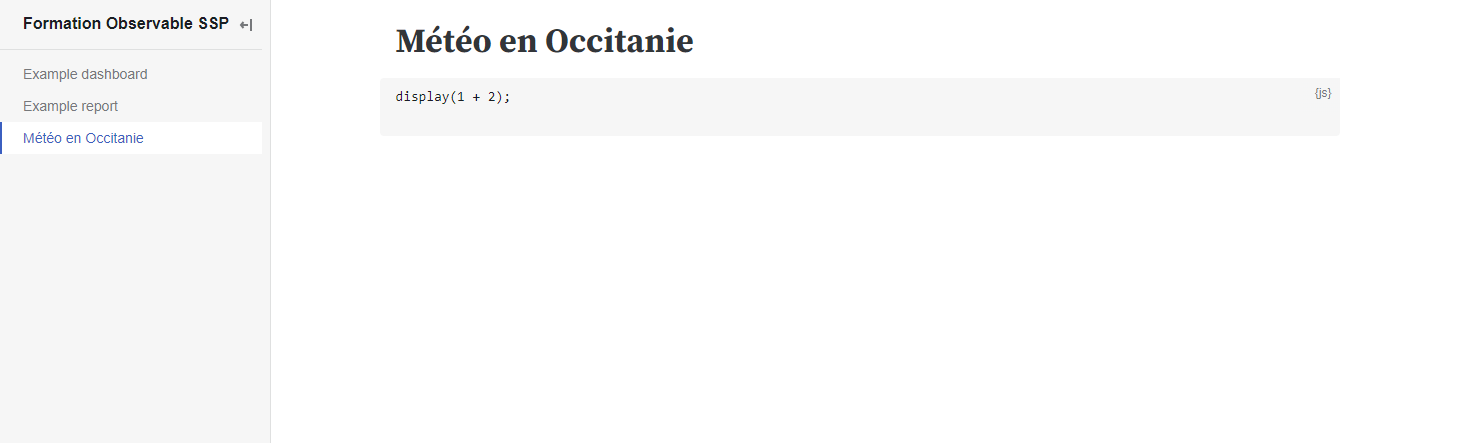 Formation Observable SSP
Example dashboard
Example report
Météo en Occitanie
Météo en Occitanie
display(1 + 2);
{js}